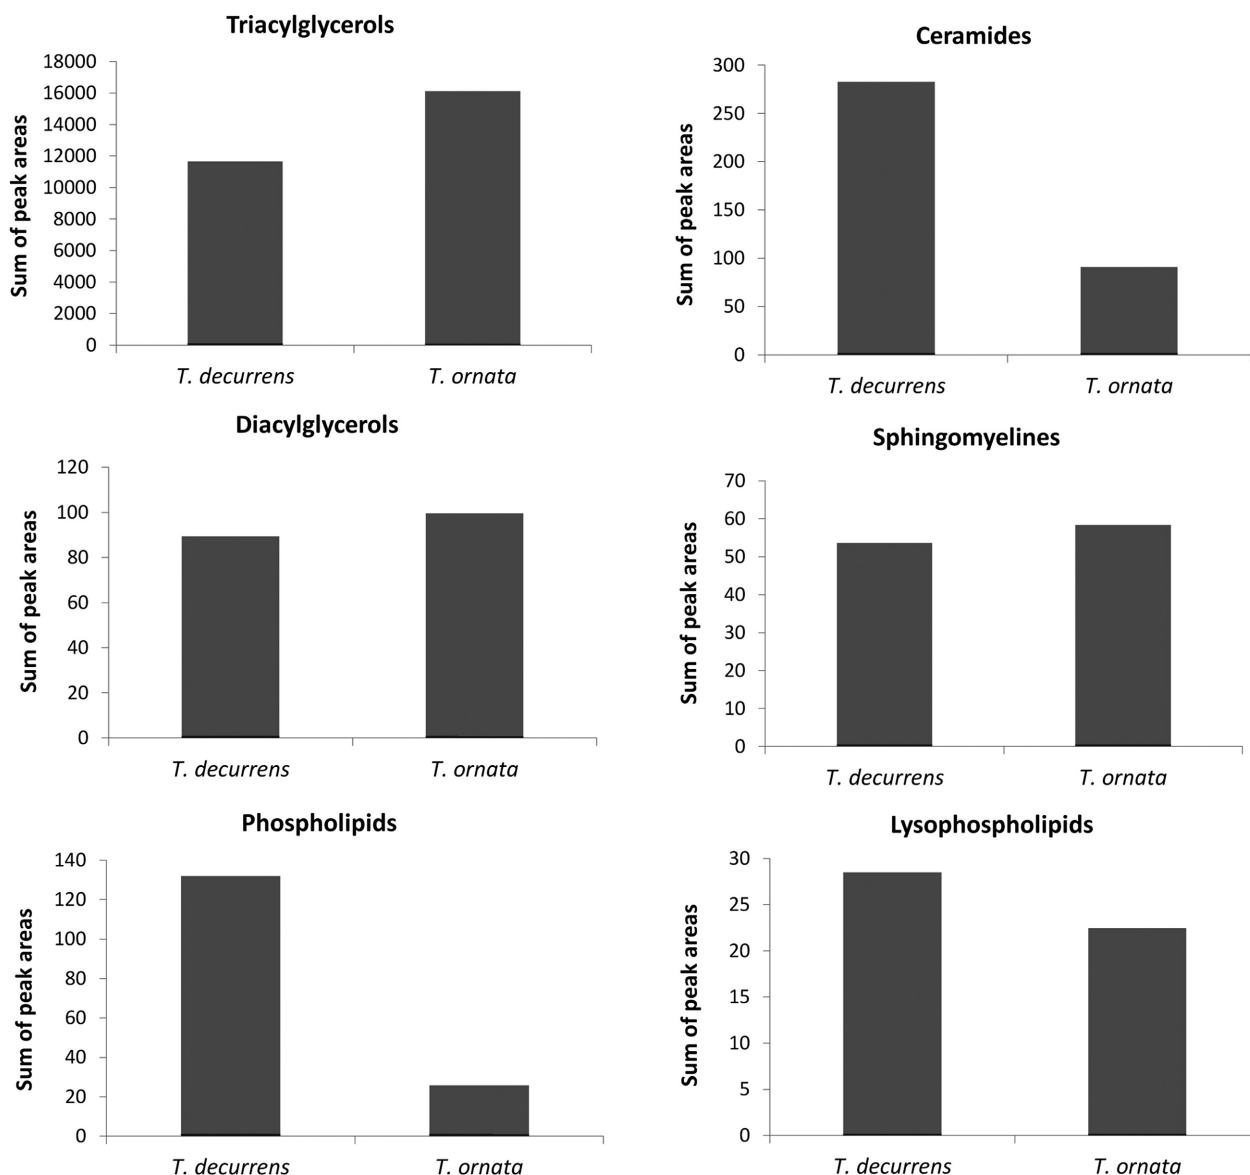 Triacylglycerols
Sum of peak areas
18000
16000
14000
12000
10000
8000
6000
4000
2000
0
T. decurrens T. ornata
Ceramides
Sum of peak areas
300
250
200
150
100
50
0
T. decurrens T. ornata
Diacylglycerols
Sum of peak areas
120
100
80
60
40
20
0
T. decurrens T. ornata
Sphingomyelines
Sum of peak areas
70
60
50
40
30
20
10
0
T. decurrens T. ornata
Phospholipids
Sum of peak areas
140
120
100
80
60
40
20
0
T. decurrens T. ornata
Lysophospholipids
Sum of peak areas
30
25
20
15
10
5
0
T. decurrens T. ornata